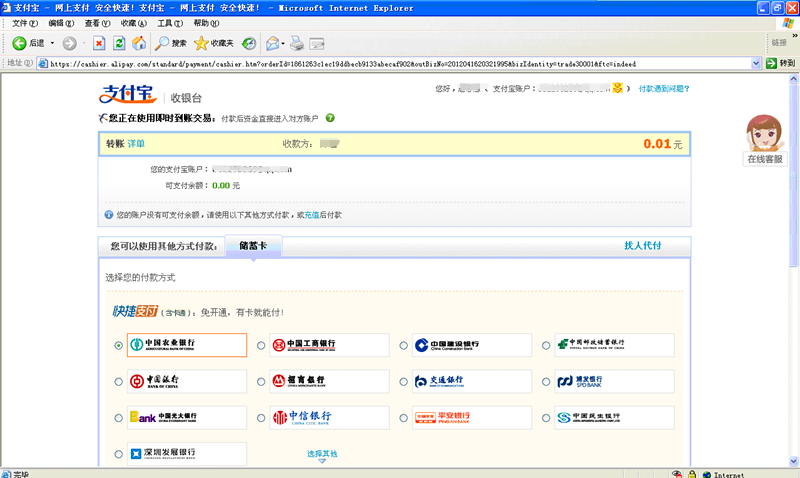 支付宝 - 网上支付 安全快速！支付宝 - 网上支付 安全快速！ - Microsoft Internet Explorer
文件(F) 编辑(E) 查看(V) 收藏(A) 工具(T) 帮助(H)
后退 搜索 收藏夹 链接
地址(D) https://cashier.alipay.com/standard/payment/cashier.htm?orderId=1861263c1ec19ddbecb9133abecaf902&outBizNo=2012041620321995&bizIdentity=trade30001&ftc=indeed 转到
支付宝 收银台
您好， 、支付宝账户： ) 付款遇到问题?
您正在使用即时到账交易： 付款后资金直接进入对方账户
转账 详单 收款方： 0.01 元
在线客服
您的支付宝账户：
可支付余额：0.00 元
您的账户没有可支付余额，请使用以下其他方式付款，或充值后付款
您可以使用其他方式付款： 储蓄卡 找人代付
选择您的付款方式
快捷支付 (含卡通)：免开通，有卡就能付！
中国农业银行 AGRICULTURAL BANK OF CHINA 中国工商银行 中国建设银行 China Construction Bank 中国邮政储蓄银行 POSTAL SAVINGS BANK OF CHINA
中国银行 BANK OF CHINA 招商银行 CHINA MERCHANTS BANK 交通银行 浦发银行 SPD BANK
Bank 中国光大银行 CHINA EVERBRIGHT BANK 中信银行 CHINA CITIC BANK 平安银行 PINGAN BANK 中国民生银行
深圳发展银行 选择其他
完毕 Internet